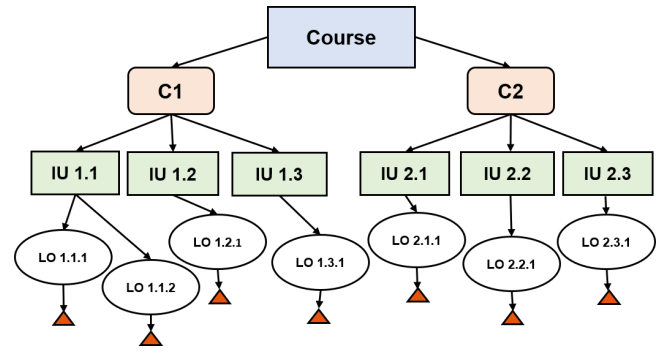 Course
C1
C2
IU 1.1
IU 1.2
IU 1.3
IU 2.1
IU 2.2
IU 2.3
LO 1.1.1
LO 1.1.2
LO 1.2.1
LO 1.3.1
LO 2.1.1
LO 2.2.1
LO 2.3.1